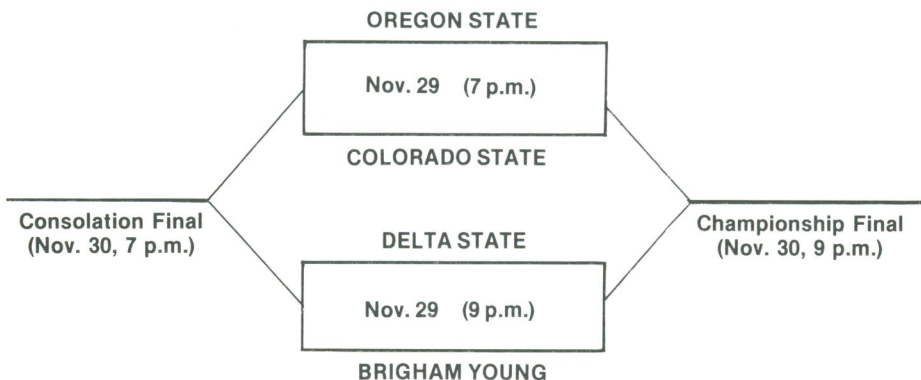 OREGON STATE
Nov. 29 (7 p.m.)
COLORADO STATE
Consolation Final
(Nov. 30, 7 p.m.)
Championship Final
(Nov. 30, 9 p.m.)
DELTA STATE
Nov. 29 (9 p.m.)
BRIGHAM YOUNG